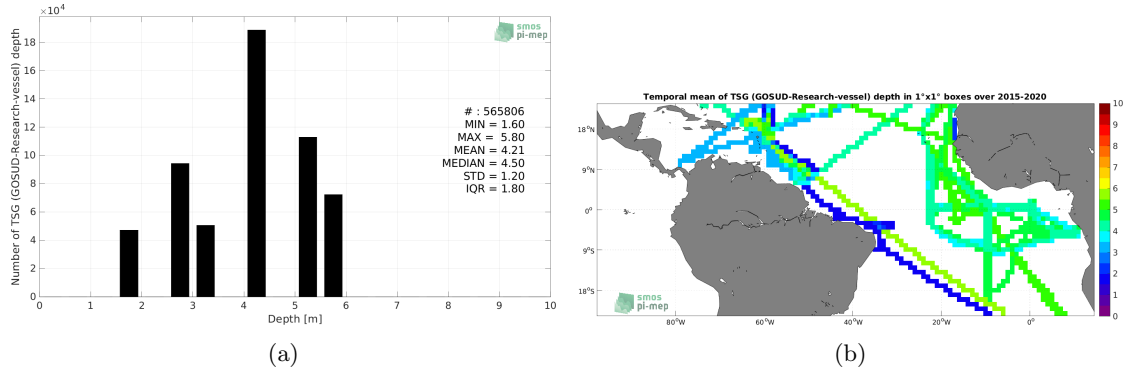 ×10⁴
18
16
14
12
10
8
6
4
2
0
Number of TSG (GOSUD-Research-vessel) depth
0 1 2 3 4 5 6 7 8 9 10
Depth [m]
smos
pi-mep
# : 565806
MIN = 1.60
MAX = 5.80
MEAN = 4.21
MEDIAN = 4.50
STD = 1.20
IQR = 1.80
(a)
Temporal mean of TSG (GOSUD-Research-vessel) depth in 1°x1° boxes over 2015-2020
18°N
9°N
0°
9°S
18°S
80°W 60°W 40°W 20°W 0°
smos
pi-mep
10
9
8
7
6
5
4
3
2
1
0
(b)